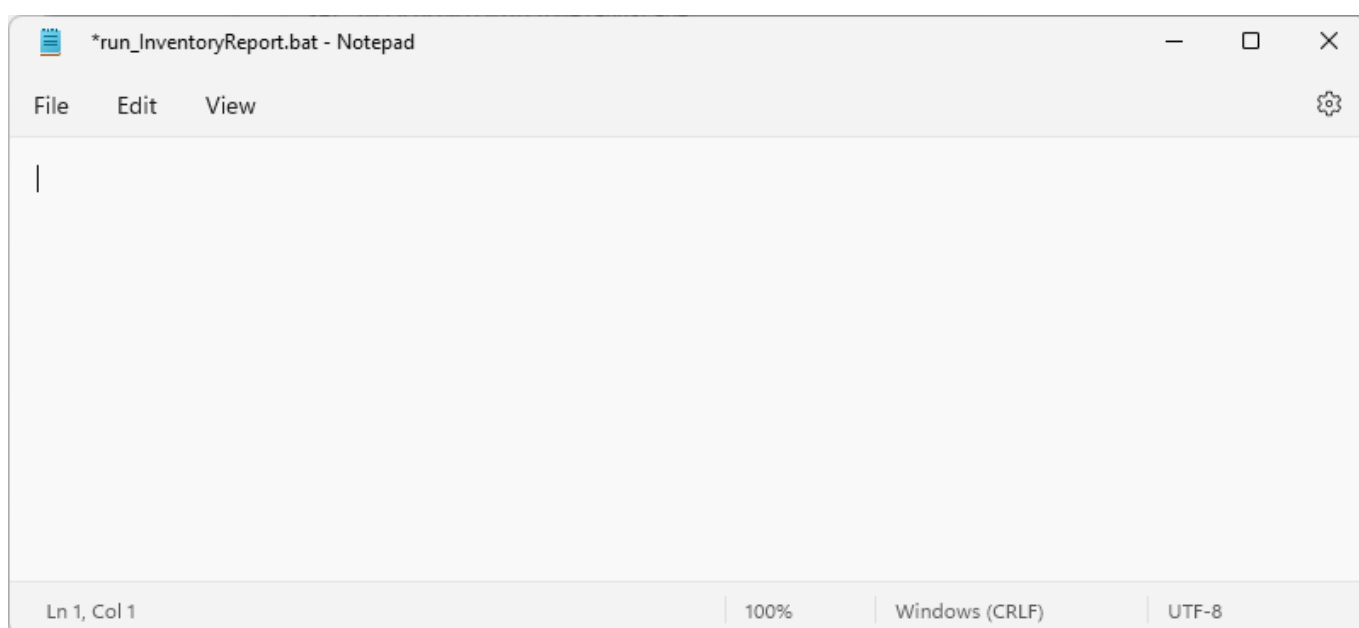 *run_InventoryReport.bat - Notepad
File Edit View
Ln 1, Col 1 100% Windows (CRLF) UTF-8